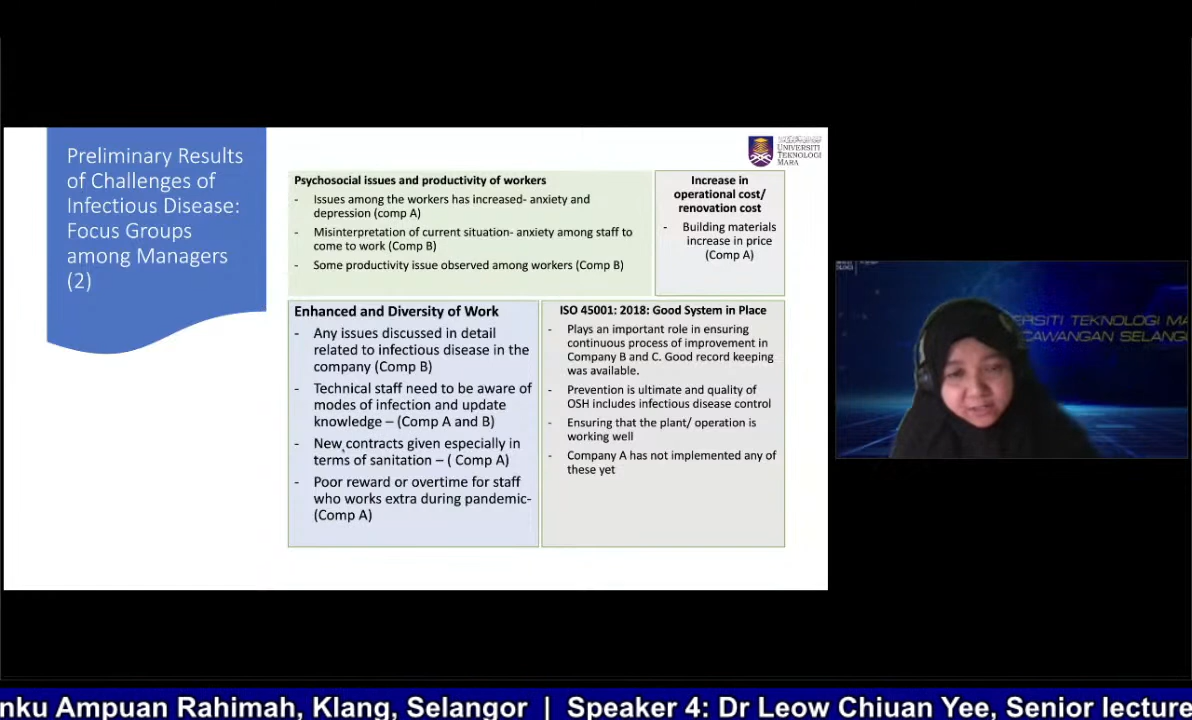 Preliminary Results
of Challenges of
Infectious Disease:
Focus Groups
among Managers
(2)
UNIVERSITI
TEKNOLOGI
MARA
Psychosocial issues and productivity of workers
- Issues among the workers has increased- anxiety and
depression (comp A)
- Misinterpretation of current situation- anxiety among staff to
come to work (Comp B)
- Some productivity issue observed among workers (Comp B)
Increase in
operational cost/
renovation cost
- Building materials
increase in price
(Comp A)
Enhanced and Diversity of Work
- Any issues discussed in detail
related to infectious disease in the
company (Comp B)
- Technical staff need to be aware of
modes of infection and update
knowledge – (Comp A and B)
- New contracts given especially in
terms of sanitation – ( Comp A)
- Poor reward or overtime for staff
who works extra during pandemic-
(Comp A)
ISO 45001: 2018: Good System in Place
- Plays an important role in ensuring
continuous process of improvement in
Company B and C. Good record keeping
was available.
- Prevention is ultimate and quality of
OSH includes infectious disease control
- Ensuring that the plant/ operation is
working well
- Company A has not implemented any of
these yet
ERSITI TEKNOLOGI MA
CAWANGAN SELANG
nku Ampuan Rahimah, Klang, Selangor | Speaker 4: Dr Leow Chiuan Yee, Senior lecture